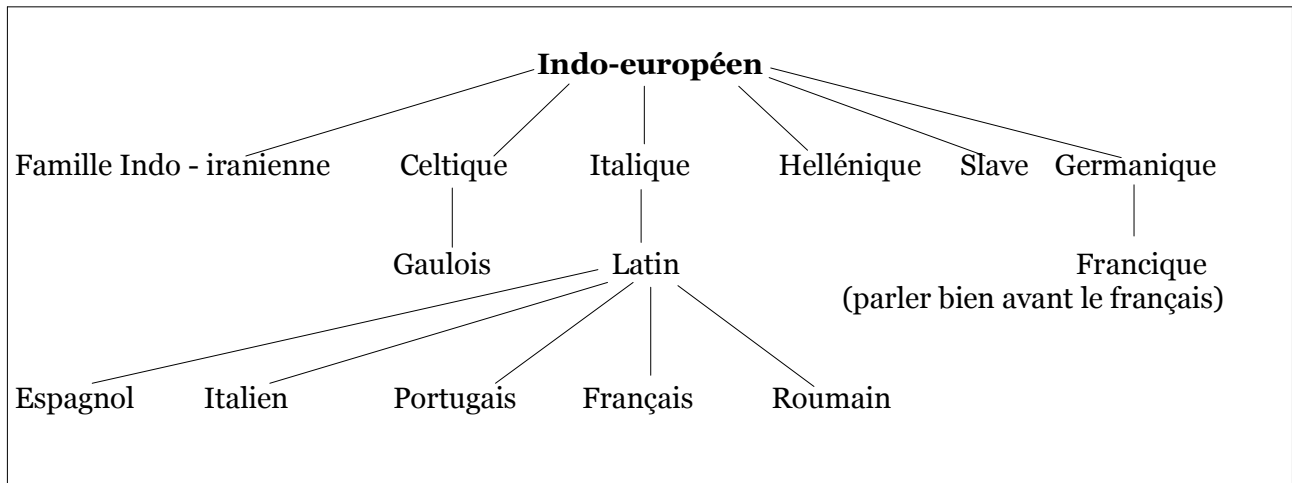 Indo-européen
Famille Indo - iranienne Celtique Italique Hellénique Slave Germanique
Gaulois Latin Francique
(parler bien avant le français)
Espagnol Italien Portugais Français Roumain